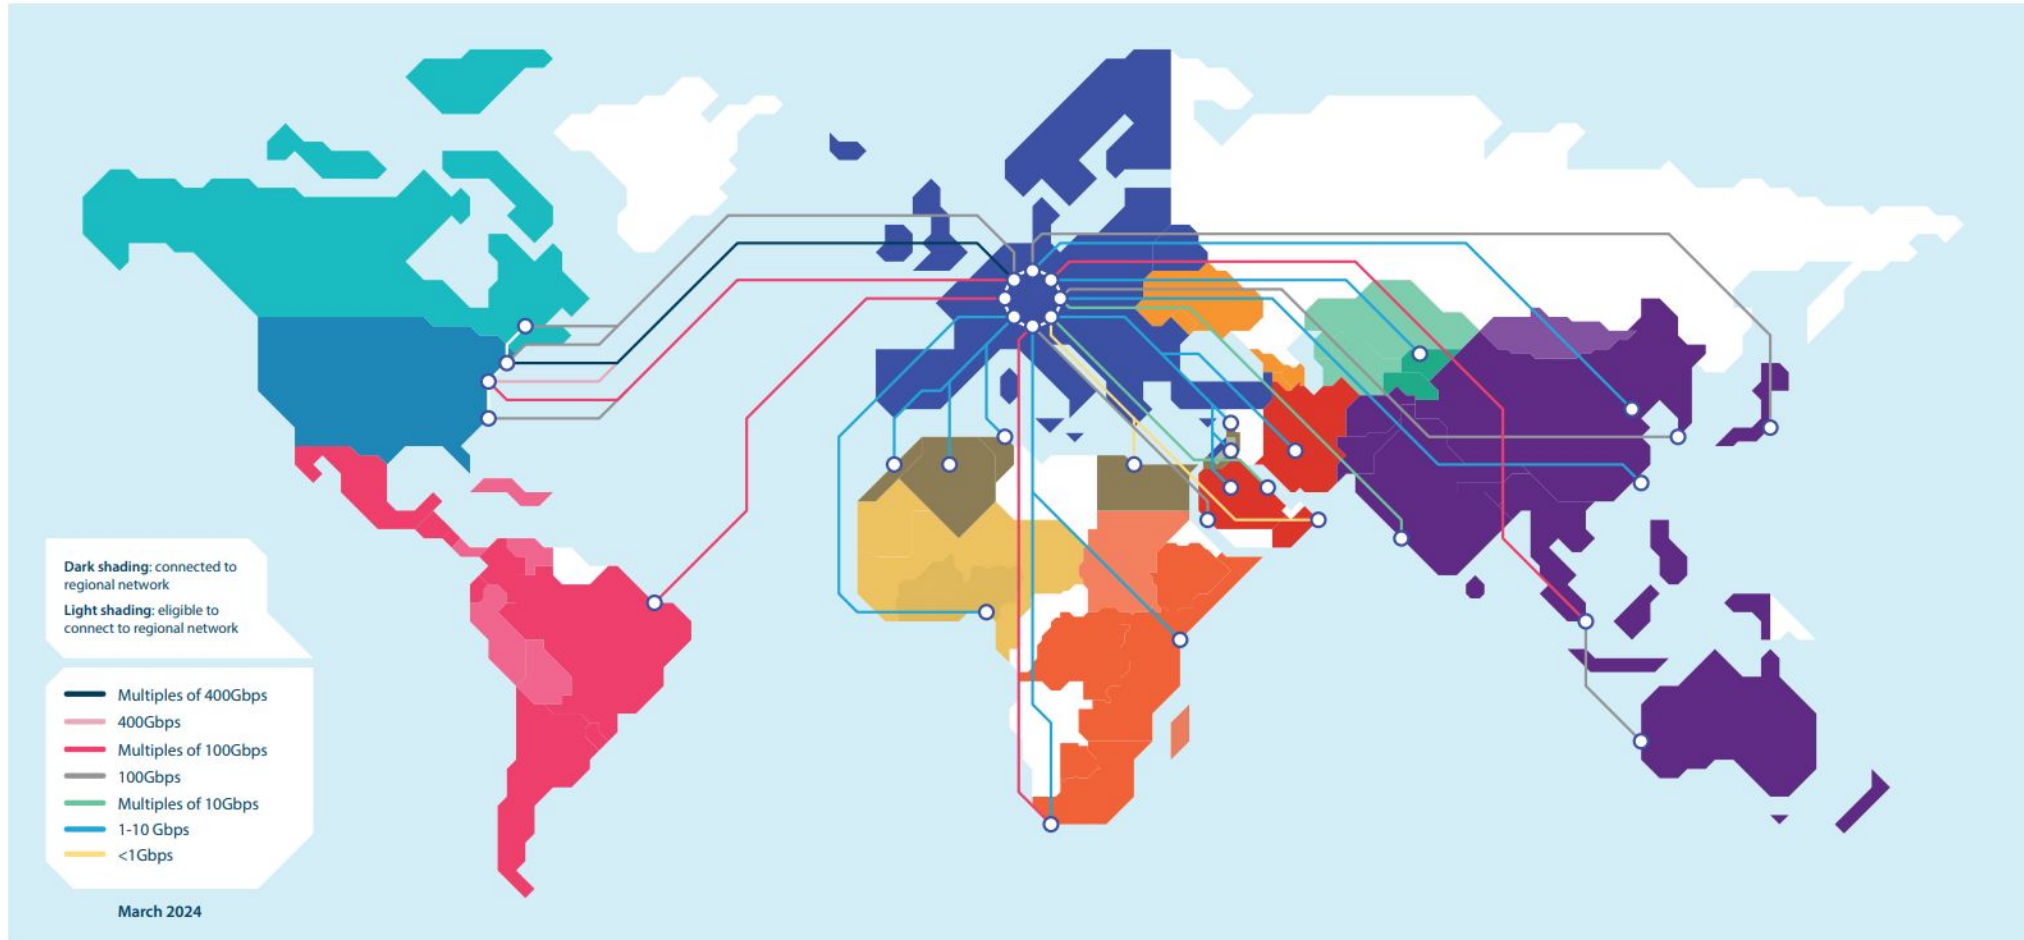 Dark shading: connected to
regional network
Light shading: eligible to
connect to regional network
Multiples of 400Gbps
400Gbps
Multiples of 100Gbps
100Gbps
Multiples of 10Gbps
1-10 Gbps
<1Gbps
March 2024